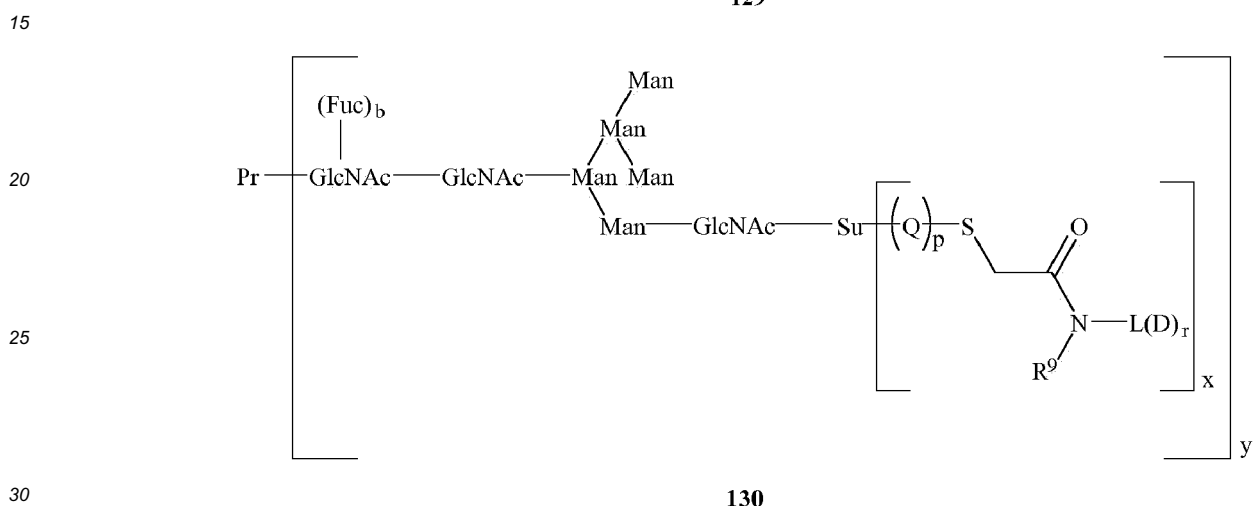 129
15
Man
(Fuc)b
Man
20
Pr GlcNAc GlcNAc Man Man
Man GlcNAc Su (Q)p S O
25
N L(D)r
R9
x
y
30
130